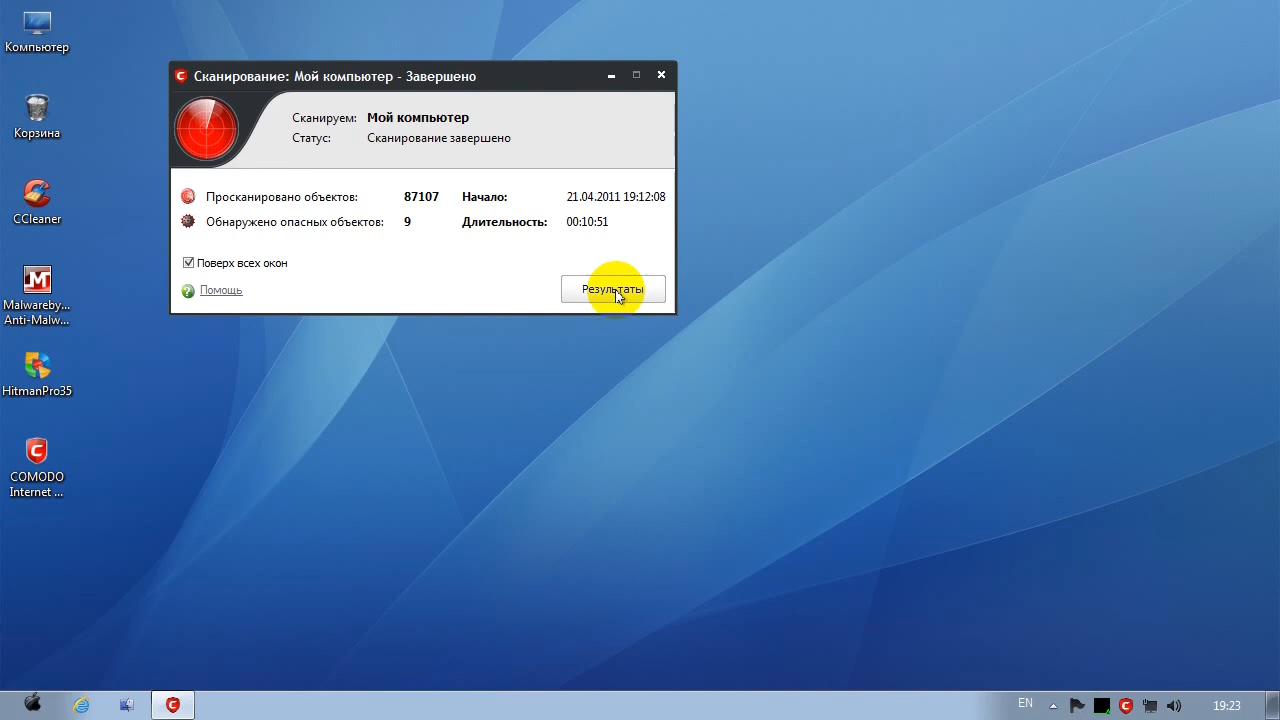 Компьютер
Корзина
CCleaner
Malwareby...
Anti-Malw...
HitmanPro35
COMODO
Internet ...
Сканирование: Мой компьютер - Завершено
Сканируем: Мой компьютер
Статус: Сканирование завершено
Просканировано объектов: 87107 Начало: 21.04.2011 19:12:08
Обнаружено опасных объектов: 9 Длительность: 00:10:51
Поверх всех окон
Помощь
Результаты
EN
19:23